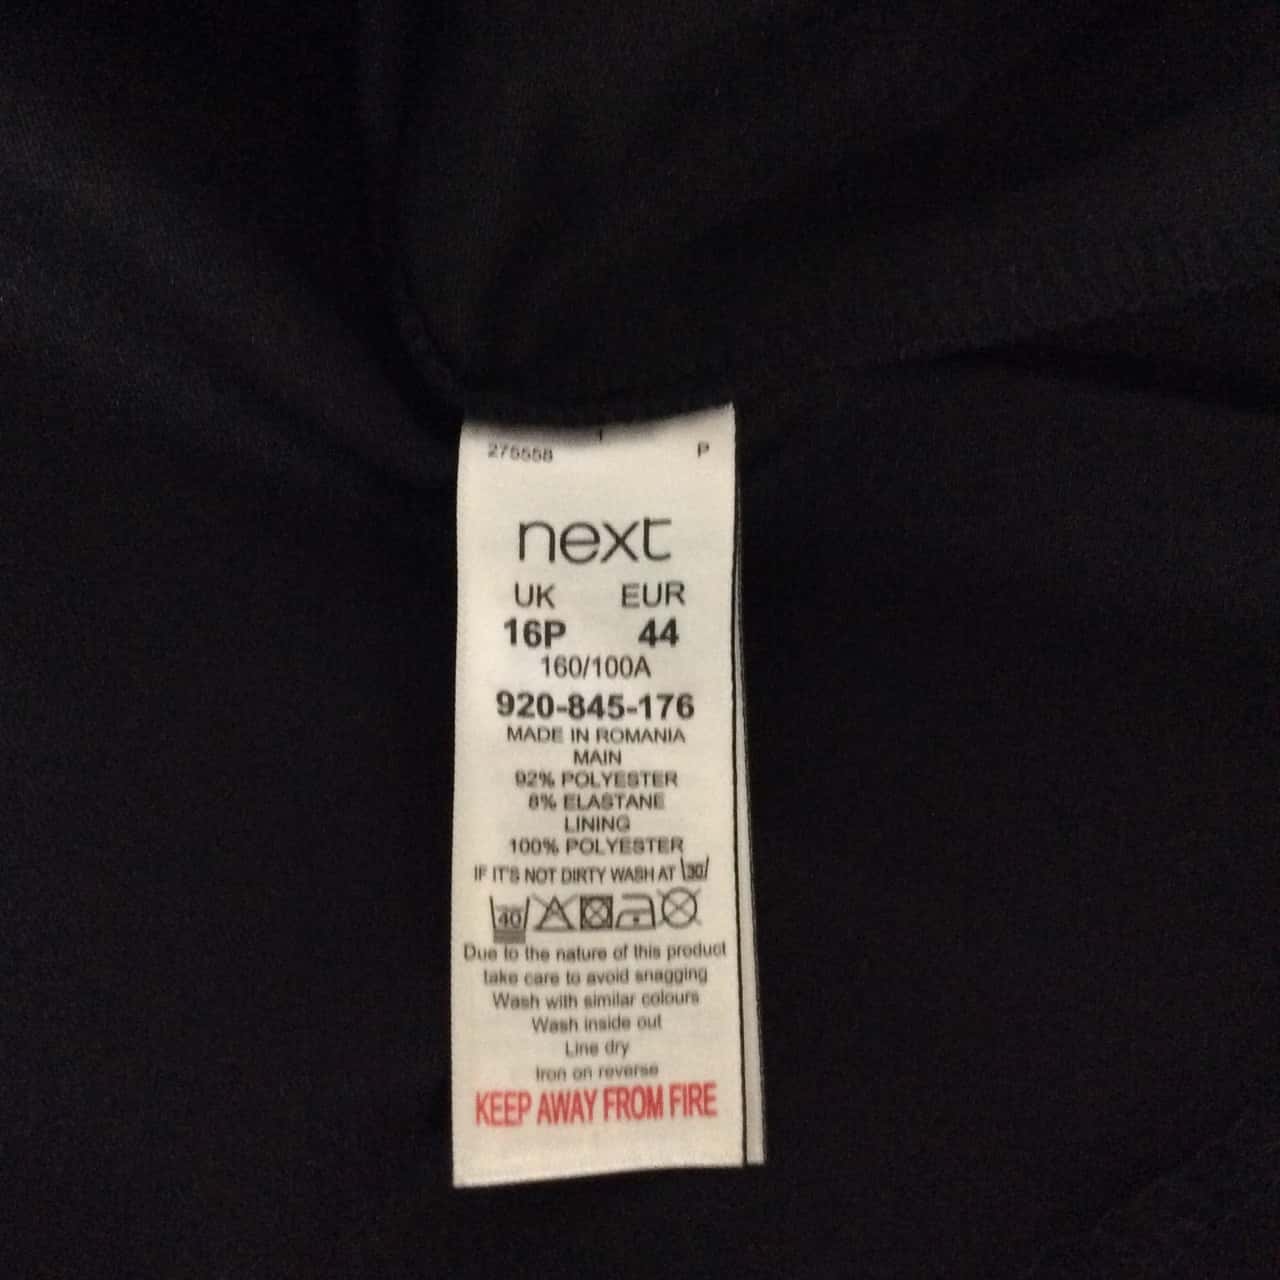 275558 P
next
UK EUR
16P 44
160/100A
920-845-176
MADE IN ROMANIA
MAIN
92% POLYESTER
8% ELASTANE
LINING
100% POLYESTER
IF IT'S NOT DIRTY WASH AT 30
40
Due to the nature of this product
take care to avoid snagging
Wash with similar colours
Wash inside out
Line dry
Iron on reverse
KEEP AWAY FROM FIRE